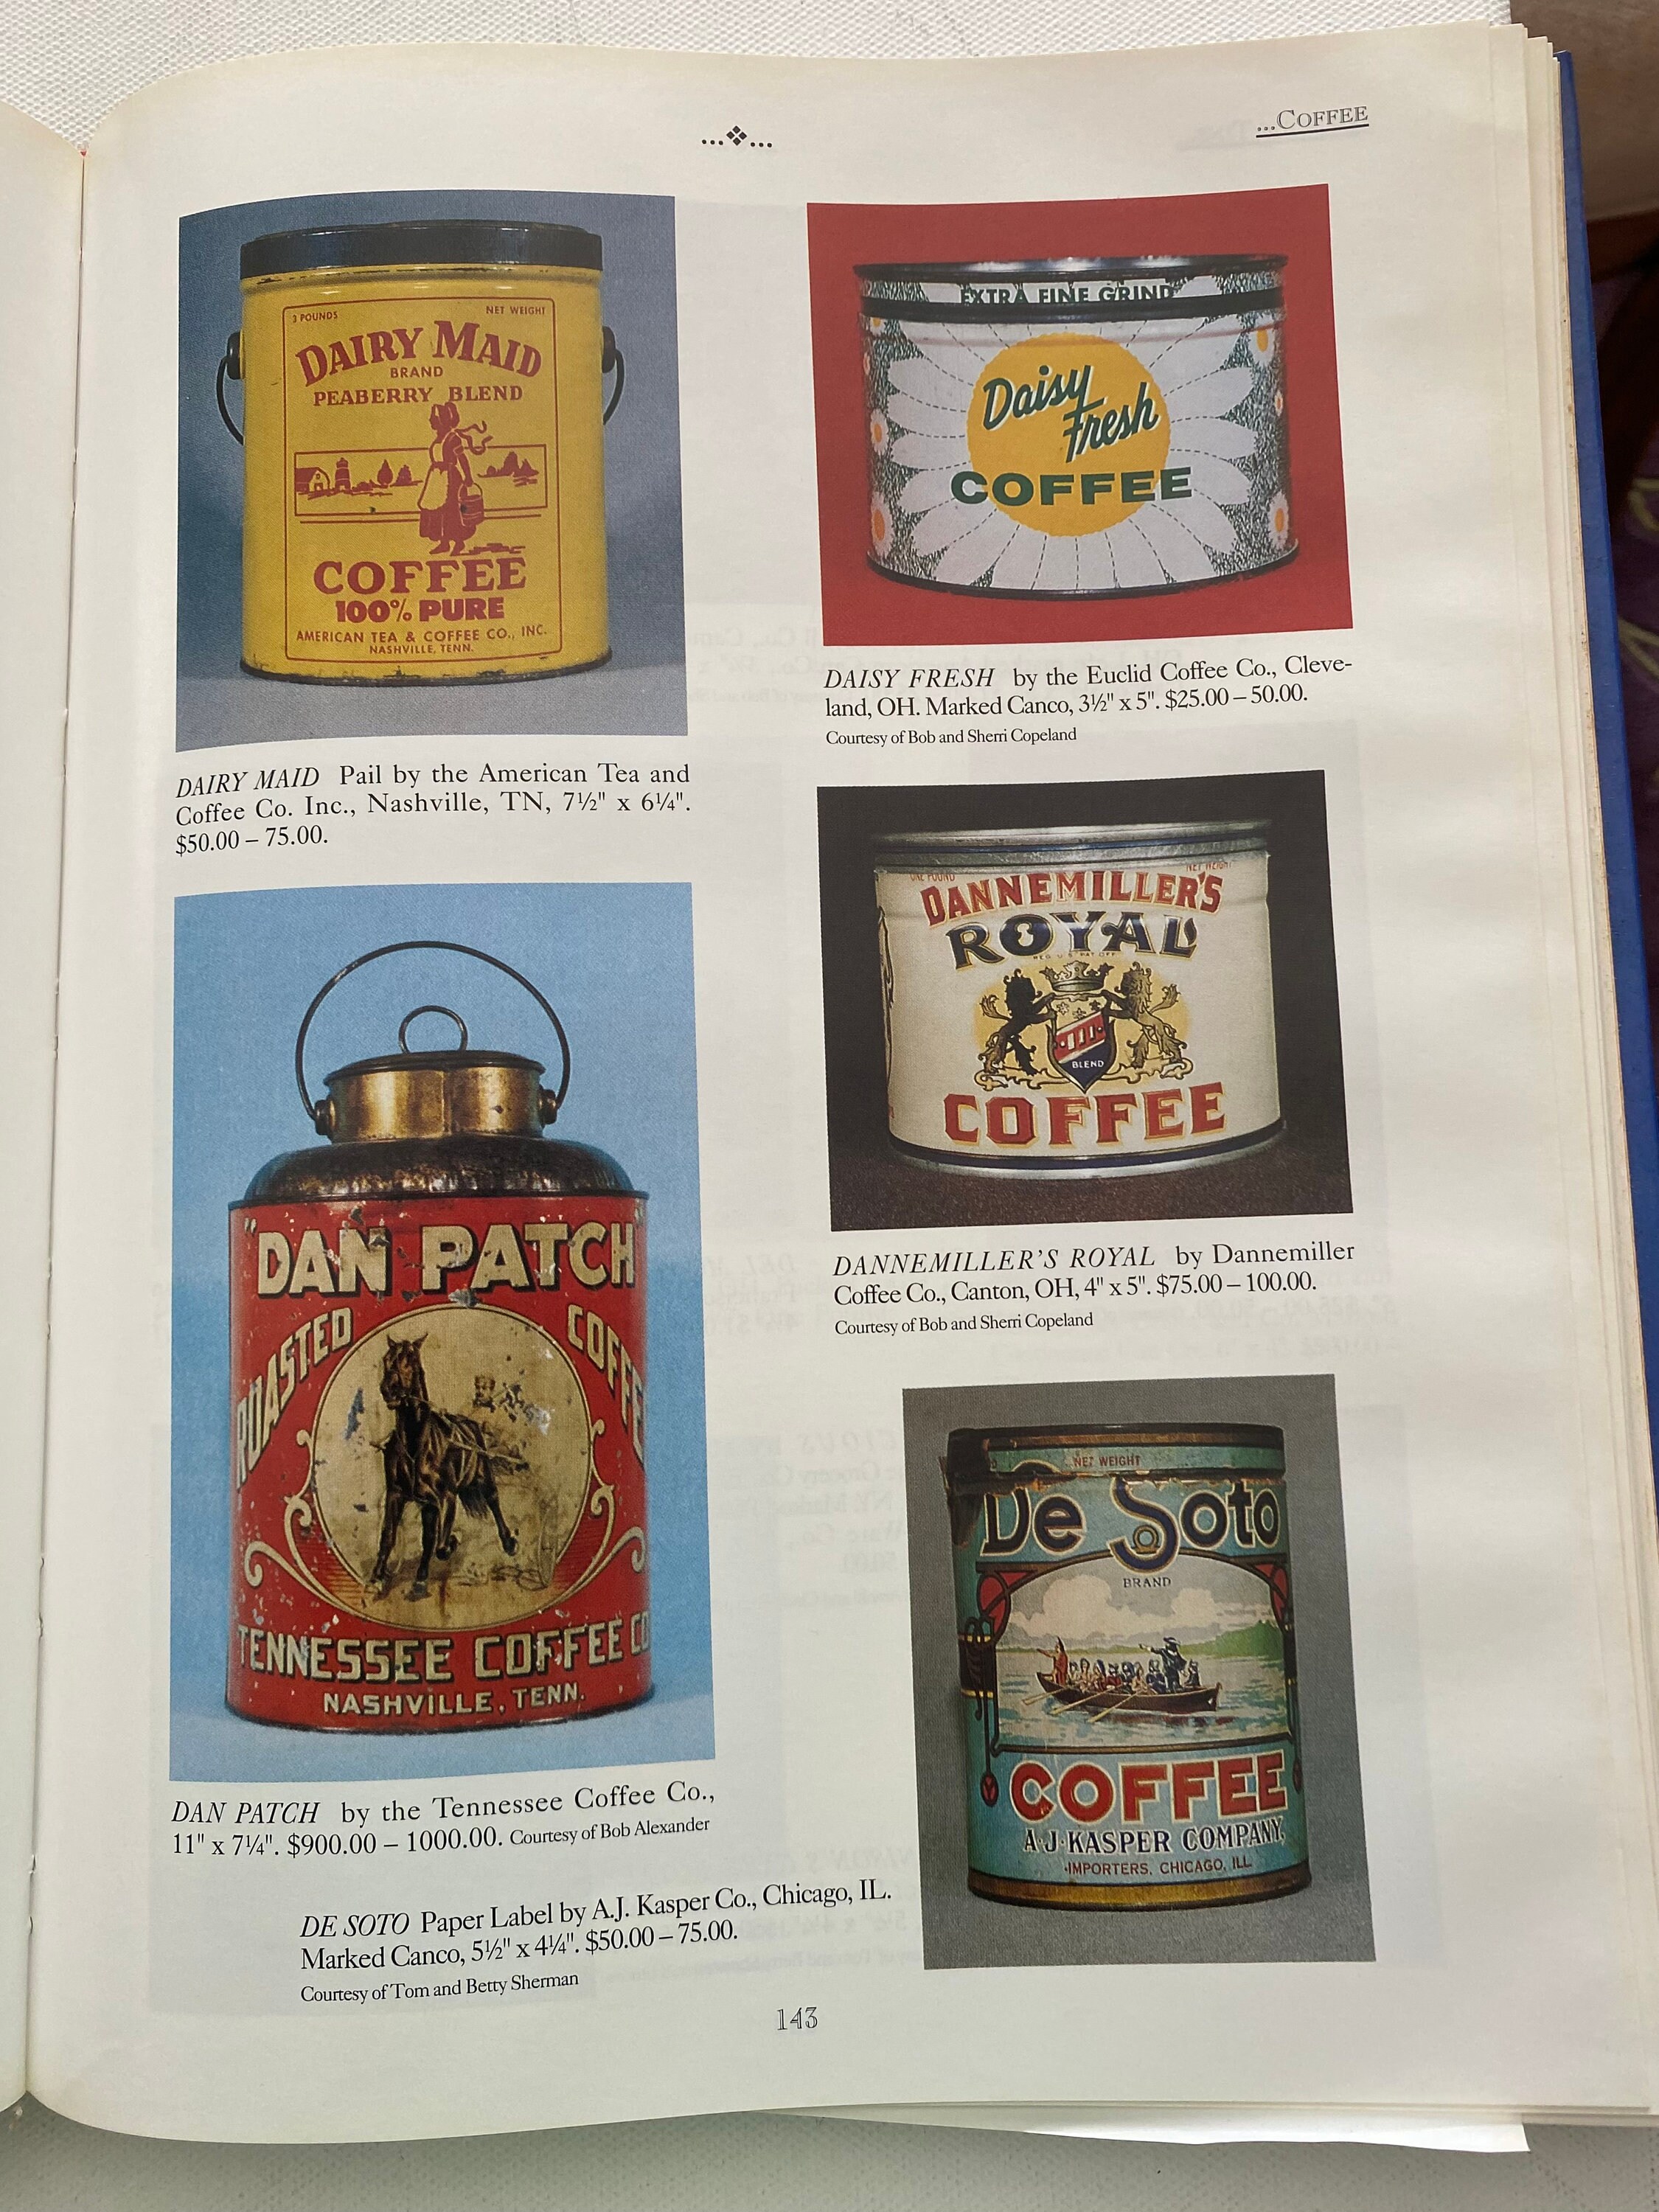 ...COFFEE
3 POUNDS NET WEIGHT
DAIRY MAID
BRAND
PEABERRY BLEND
COFFEE
100% PURE
AMERICAN TEA & COFFEE CO., INC.
NASHVILLE, TENN.
DAIRY MAID Pail by the American Tea and
Coffee Co. Inc., Nashville, TN, 7½" x 6¼".
$50.00 – 75.00.
"DAN PATCH"
ROASTED COFFEE
TENNESSEE COFFEE CO
NASHVILLE, TENN.
DAN PATCH by the Tennessee Coffee Co.,
11" x 7¼". $900.00 – 1000.00. Courtesy of Bob Alexander
EXTRA FINE GRIND
Daisy
Fresh
COFFEE
DAISY FRESH by the Euclid Coffee Co., Cleve-
land, OH. Marked Canco, 3½" x 5". $25.00 – 50.00.
Courtesy of Bob and Sherri Copeland
ONE POUND NET WEIGHT
DANNEMILLER'S
ROYAL
REG. U.S. PAT. OFF.
BLEND
COFFEE
DANNEMILLER'S ROYAL by Dannemiller
Coffee Co., Canton, OH, 4" x 5". $75.00 – 100.00.
Courtesy of Bob and Sherri Copeland
NET WEIGHT
De Soto
BRAND
COFFEE
A·J·KASPER COMPANY,
·IMPORTERS, CHICAGO, ILL
DE SOTO Paper Label by A.J. Kasper Co., Chicago, IL.
Marked Canco, 5½" x 4¼". $50.00 – 75.00.
Courtesy of Tom and Betty Sherman
143